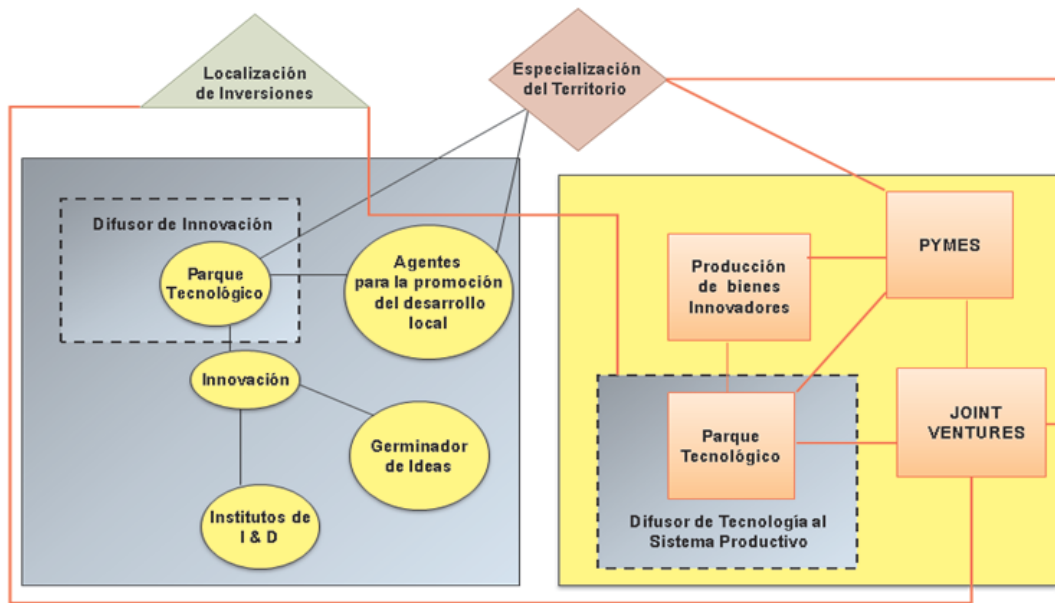 Localización
de Inversiones
Especialización
del Territorio
Difusor de Innovación
Parque
Tecnológico
Agentes
para la promoción
del desarrollo
local
Innovación
Germinador
de Ideas
Institutos de
I & D
PYMES
Producción
de bienes
Innovadores
JOINT
VENTURES
Parque
Tecnológico
Difusor de Tecnología al
Sistema Productivo